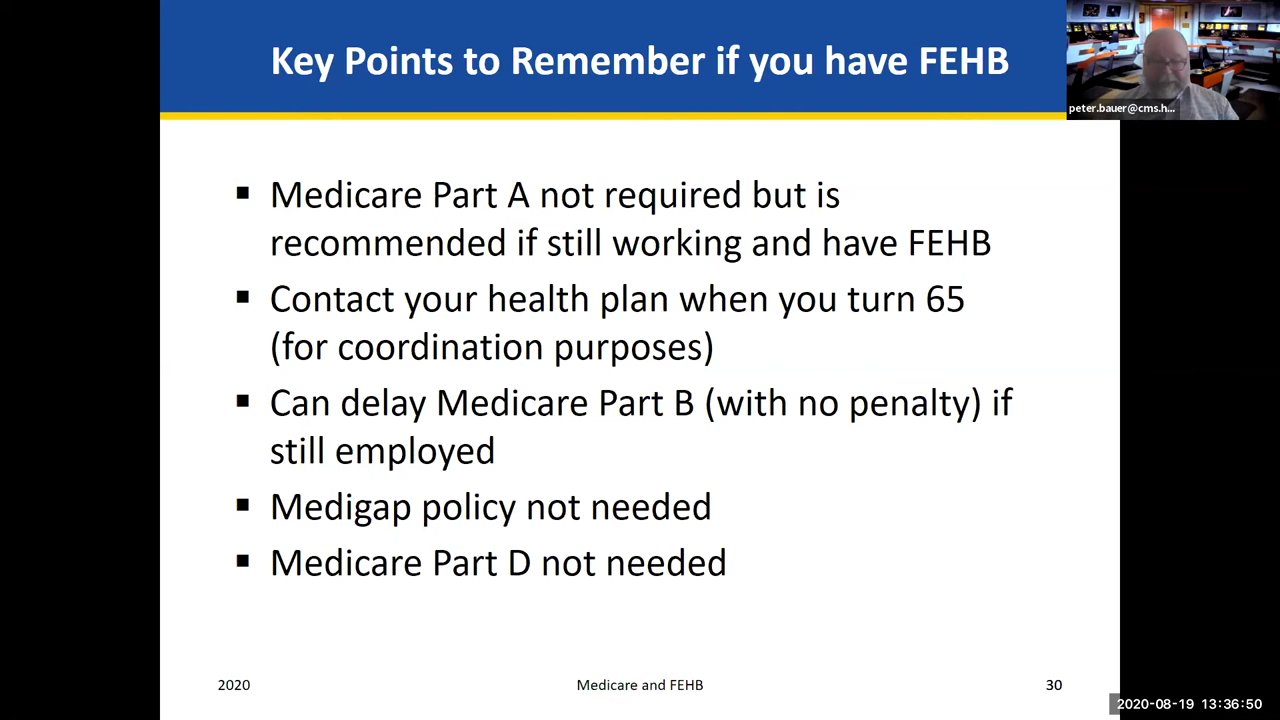 Key Points to Remember if you have FEHB
peter.bauer@cms.h...
▪ Medicare Part A not required but is
recommended if still working and have FEHB
▪ Contact your health plan when you turn 65
(for coordination purposes)
▪ Can delay Medicare Part B (with no penalty) if
still employed
▪ Medigap policy not needed
▪ Medicare Part D not needed
2020 Medicare and FEHB 30
2020-08-19 13:36:50